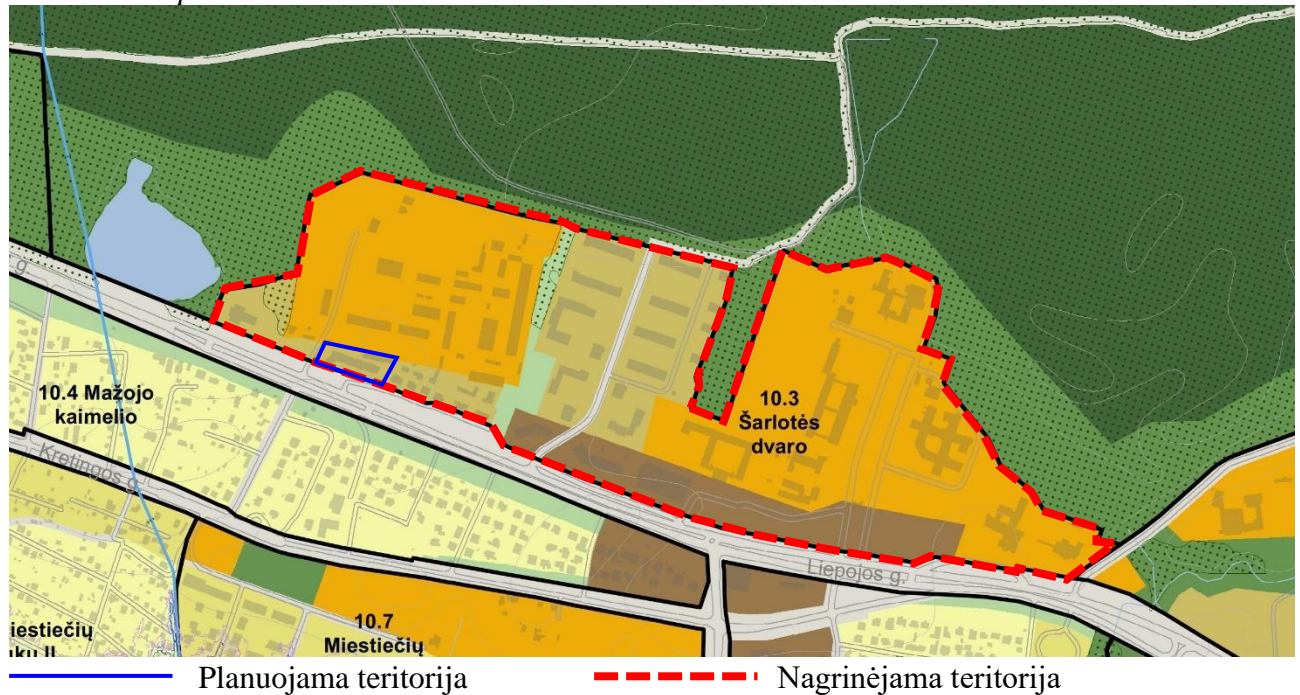 g.
10.4 Mažojo
kaimelio
Kretingos g.
10.3
Šarlotės
dvaro
Liepojos g.
10.7
Miestiečių
iestiečių
Planuojama teritorija
Nagrinėjama teritorija